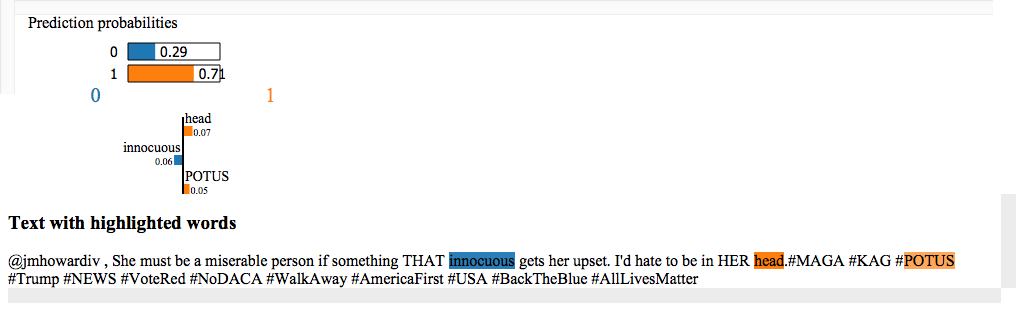 Prediction probabilities
0 0.29
1 0.71
0 1
head
0.07
innocuous
0.06
POTUS
0.05
Text with highlighted words
@jmhowardiv , She must be a miserable person if something THAT innocuous gets her upset. I'd hate to be in HER head.#MAGA #KAG #POTUS
#Trump #NEWS #VoteRed #NoDACA #WalkAway #AmericaFirst #USA #BackTheBlue #AllLivesMatter